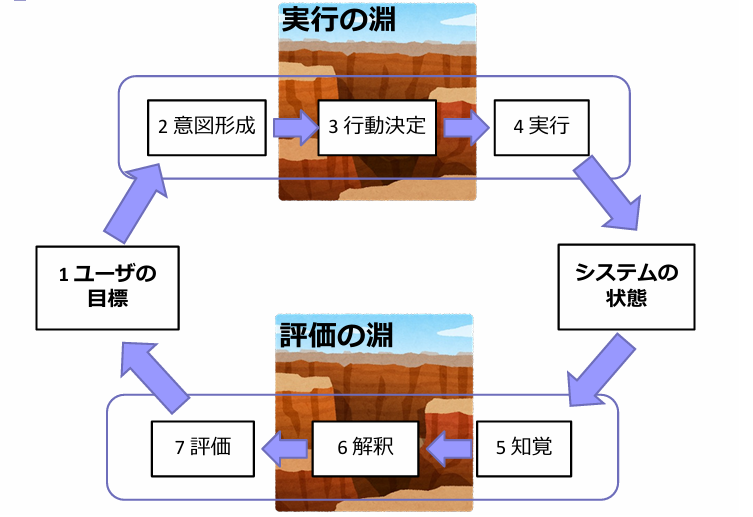 実行の淵
2 意図形成
3 行動決定
4 実行
1 ユーザの
目標
システムの
状態
評価の淵
7 評価
6 解釈
5 知覚